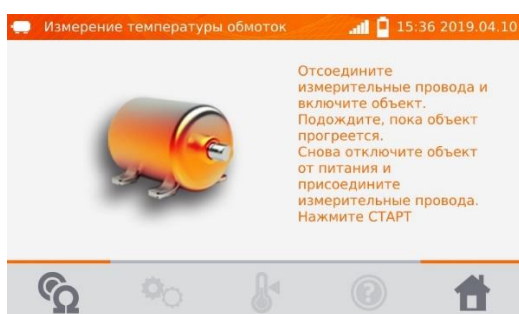 Измерение температуры обмоток 15:36 2019.04.10
Отсоедините
измерительные провода и
включите объект.
Подождите, пока объект
прогреется.
Снова отключите объект
от питания и
присоедините
измерительные провода.
Нажмите СТАРТ